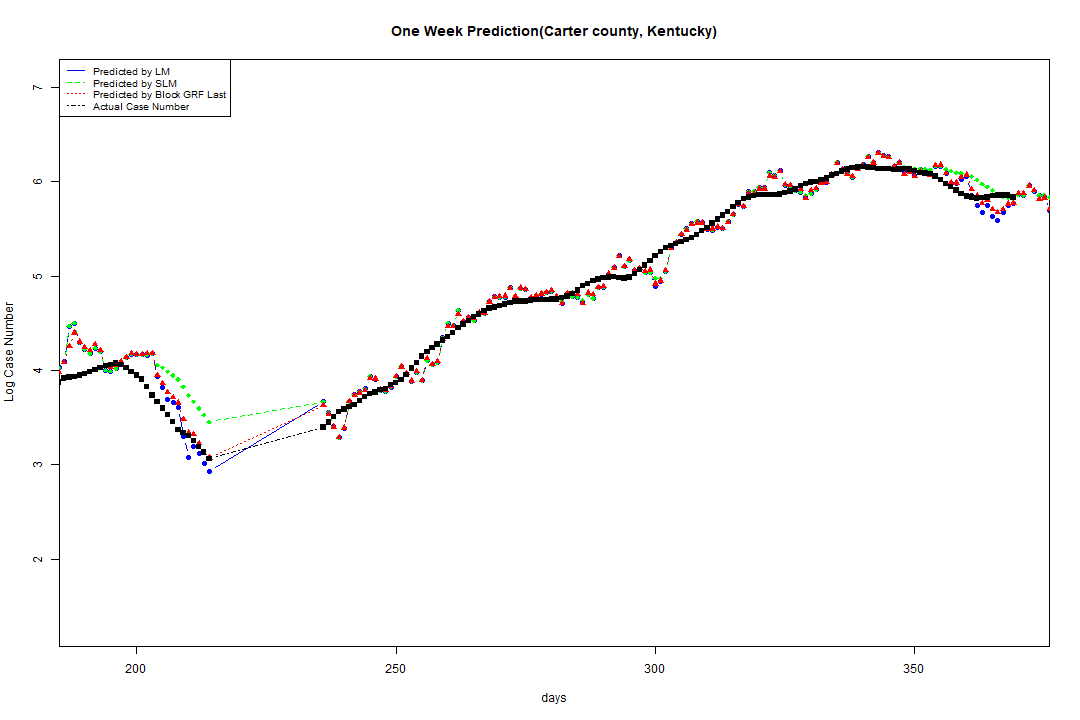 One Week Prediction(Carter county, Kentucky)
Predicted by LM
Predicted by SLM
Predicted by Block GRF Last
Actual Case Number
7
6
5
4
3
2
Log Case Number
200 250 300 350
days